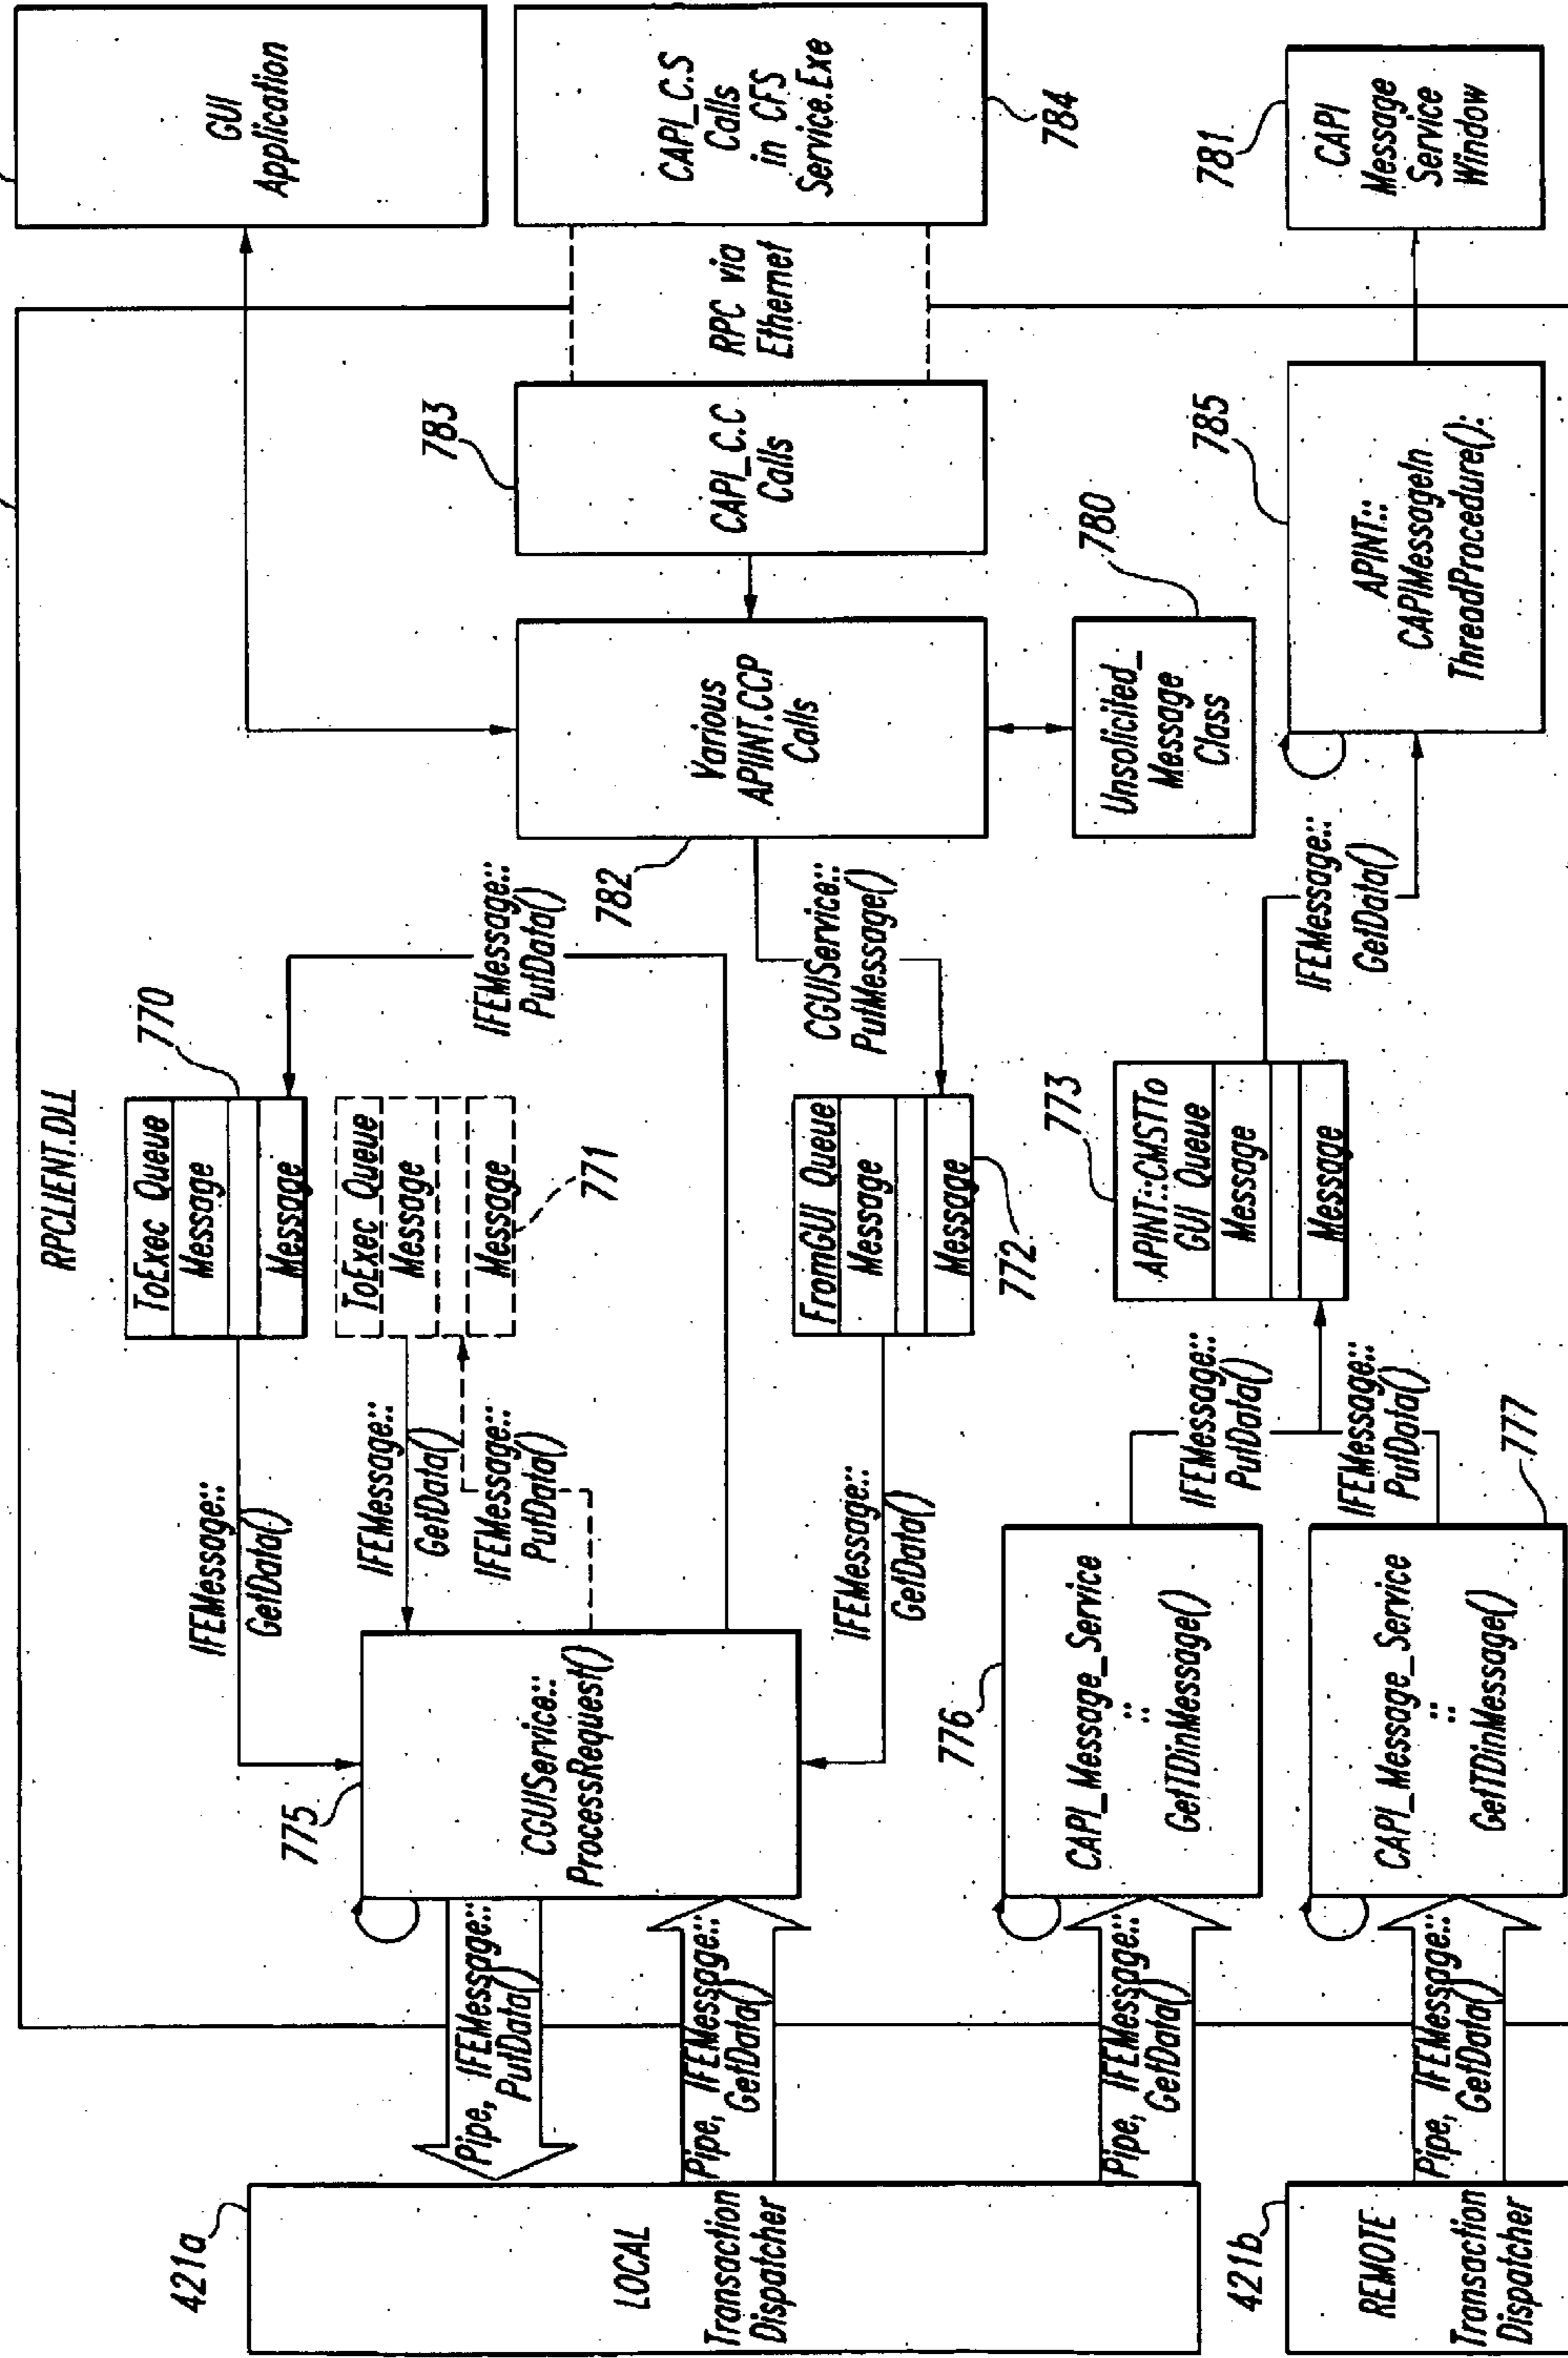 RPCLIENT.DLL
GUI
Application
ToExec Queue
Message
Message
770
IFEMessage::
GetData()
421a
LOCAL
Transaction
Dispatcher
Pipe, IFEMessage::
PutData()
Pipe, IFEMessage::
GetData()
775
CGUIService::
ProcessRequest()
IFEMessage::
GetData()
IFEMessage::
PutData()
ToExec Queue
Message
Message
771
IFEMessage::
PutData()
782
Various
APIINT.CCP
Calls
783
CAPI_C.C
Calls
RPC via
Ethernet
CAPI_C.S
Calls
in CFS
Service.Exe
784
IFEMessage::
GetData()
FromGUI Queue
Message
Message
772
CGUIService::
PutMessage()
Unsolicited_
Message
Class
780
Pipe, IFEMessage::
GetData()
776
CAPI_Message_Service
::
GetTDinMessage()
IFEMessage::
PutData()
773
APINT::CMSTTo
GUI Queue
Message
Message
421b
REMOTE
Transaction
Dispatcher
Pipe, IFEMessage::
GetData()
CAPI_Message_Service
::
GetTDinMessage()
777
IFEMessage::
PutData()
IFEMessage::
GetData()
785
APINT::
CAPIMessageIn
ThreadProcedure():
781
CAPI
Message
Service
Window